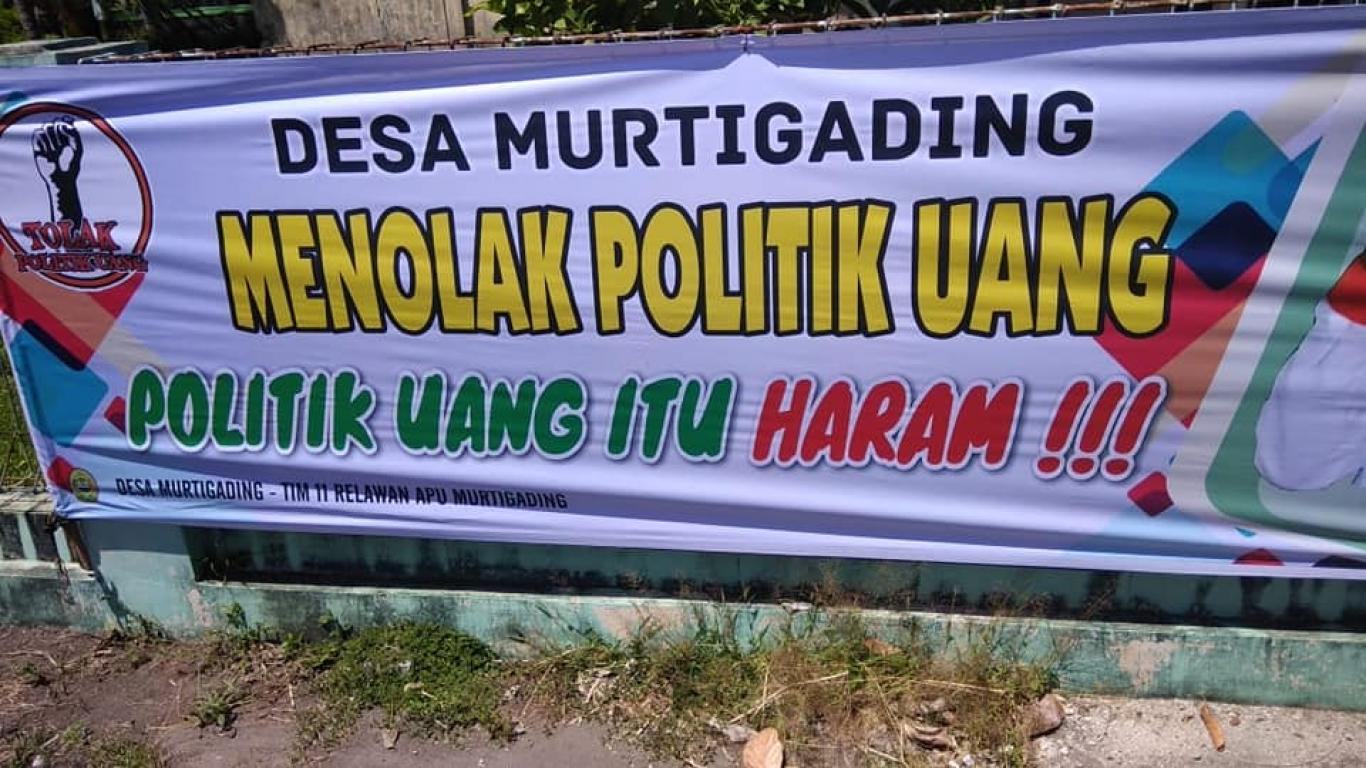 DESA MURTIGADING
TOLAK
POLITIK UANG
MENOLAK POLITIK UANG
POLITIK UANG ITU HARAM !!!
DESA MURTIGADING - TIM 11 RELAWAN APU MURTIGADING